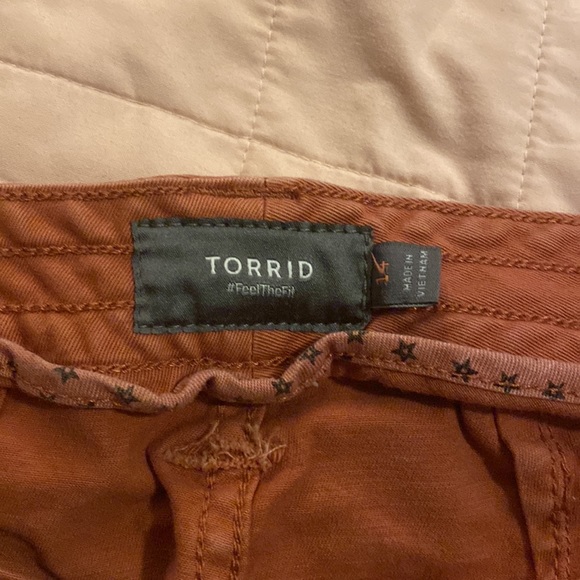 TORRID
#FeelTheFit
14
MADE IN
VIETNAM